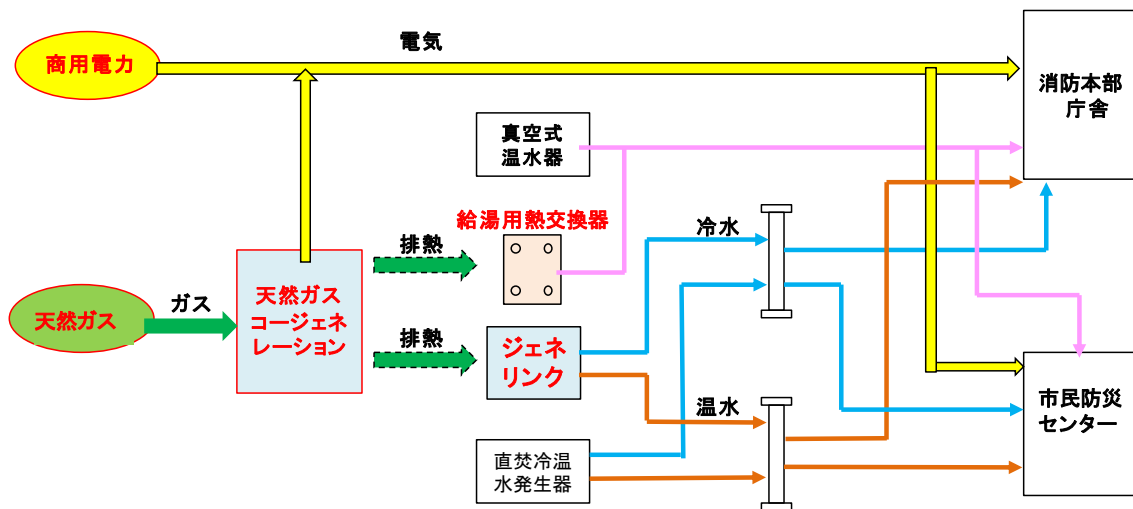 電気
商用電力
消防本部
庁舎
真空式
温水器
給湯用熱交換器
冷水
排熱
ガス
天然ガス
天然ガス
コージェネ
レーション
排熱
ジェネ
リンク
温水
市民防災
センター
直焚冷温
水発生器